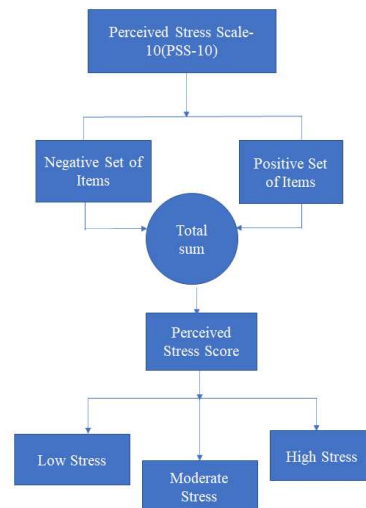 Perceived Stress Scale-
10(PSS-10)
Negative Set of
Items
Positive Set
of Items
Total
sum
Perceived
Stress Score
Low Stress
Moderate
Stress
High Stress